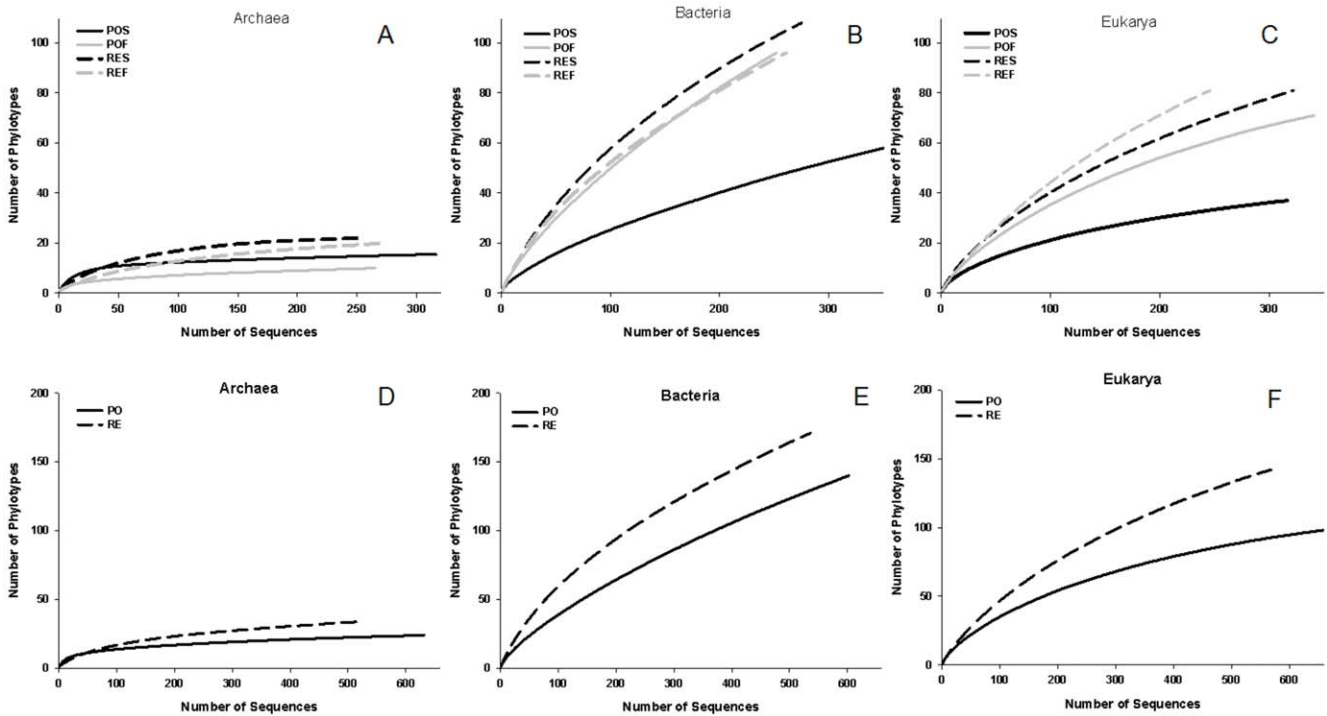 Archaea
A
POS
POF
RES
REF
Number of Phylotypes
100
80
60
40
20
0
0 50 100 150 200 250 300
Number of Sequences
Bacteria
B
POS
POF
RES
REF
Number of Phylotypes
100
80
60
40
20
0
0 100 200 300
Number of Sequences
Eukarya
C
POS
POF
RES
REF
Number of Phylotypes
100
80
60
40
20
0
0 100 200 300
Number of Sequences
Archaea
D
PO
RE
Number of Phylotypes
200
150
100
50
0
0 100 200 300 400 500 600
Number of Sequences
Bacteria
E
PO
RE
Number of Phylotypes
200
150
100
50
0
0 100 200 300 400 500 600
Number of Sequences
Eukarya
F
PO
RE
Number of Phylotypes
200
150
100
50
0
0 100 200 300 400 500 600
Number of Sequences